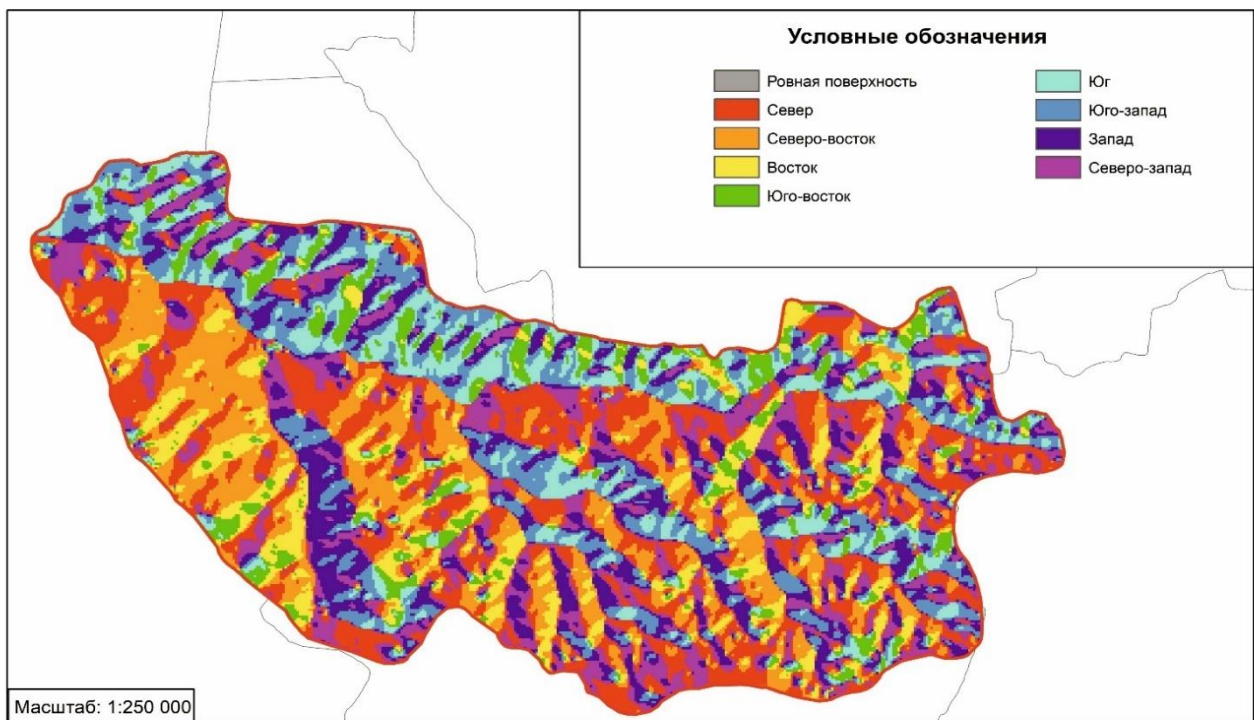 Условные обозначения
Ровная поверхность
Север
Северо-восток
Восток
Юго-восток
Юг
Юго-запад
Запад
Северо-запад
Масштаб: 1:250 000